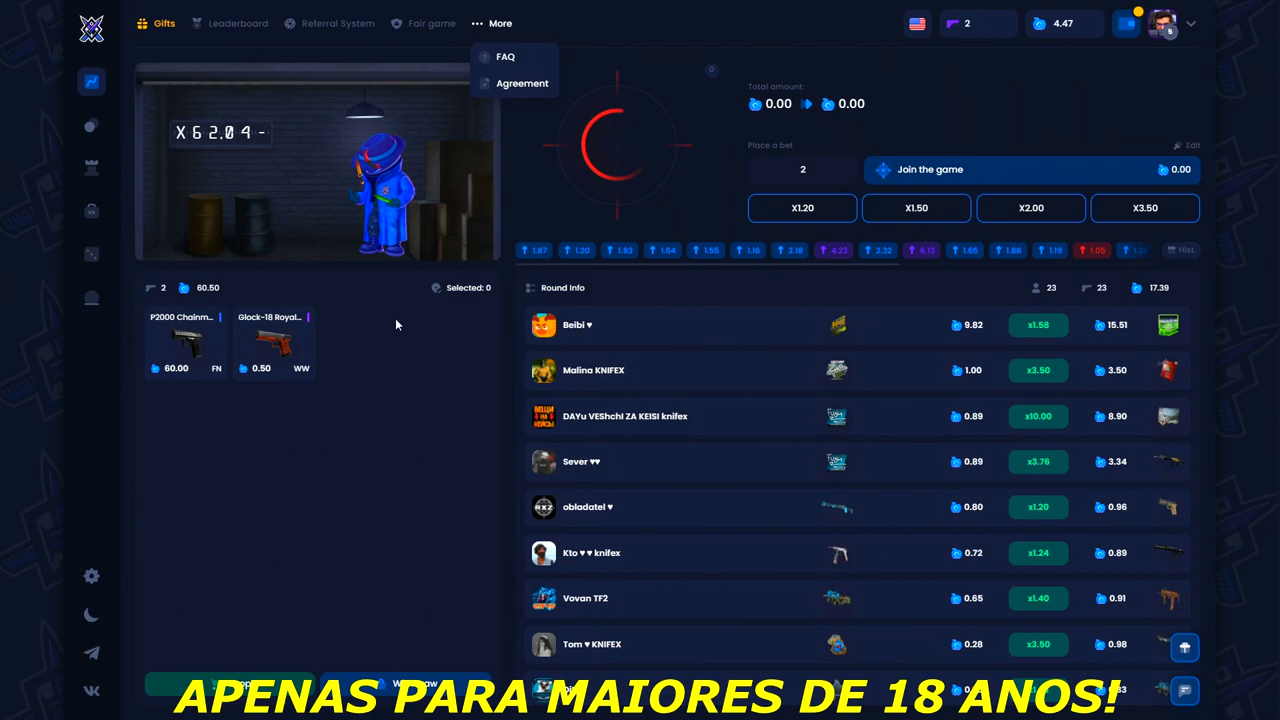 Gifts
Leaderboard
Referral System
Fair game
More
2
4.47
5
FAQ
Agreement
X62.04-
0
Total amount:
0.00 0.00
Place a bet
Edit
2
Join the game
0.00
X1.20
X1.50
X2.00
X3.50
1.87
1.20
1.93
1.64
1.55
1.16
2.18
4.23
2.32
6.13
1.65
1.88
1.19
1.05
Hist.
2
60.50
Selected: 0
P2000 Chainm...
60.00
FN
Glock-18 Royal...
0.50
WW
Round Info
23
23
17.39
Beibi ♥ 9.82 x1.58 15.51
Malina KNIFEX 1.00 x3.50 3.50
DAYu VEShchI ZA KEISI knifex 0.89 x10.00 8.90
Sever ♥♥ 0.89 x3.76 3.34
obladatel ♥ 0.80 x1.20 0.96
Kto ♥ ♥ knifex 0.72 x1.24 0.89
Vovan TF2 0.65 x1.40 0.91
Tom ♥ KNIFEX 0.28 x3.50 0.98
APENAS PARA MAIORES DE 18 ANOS!